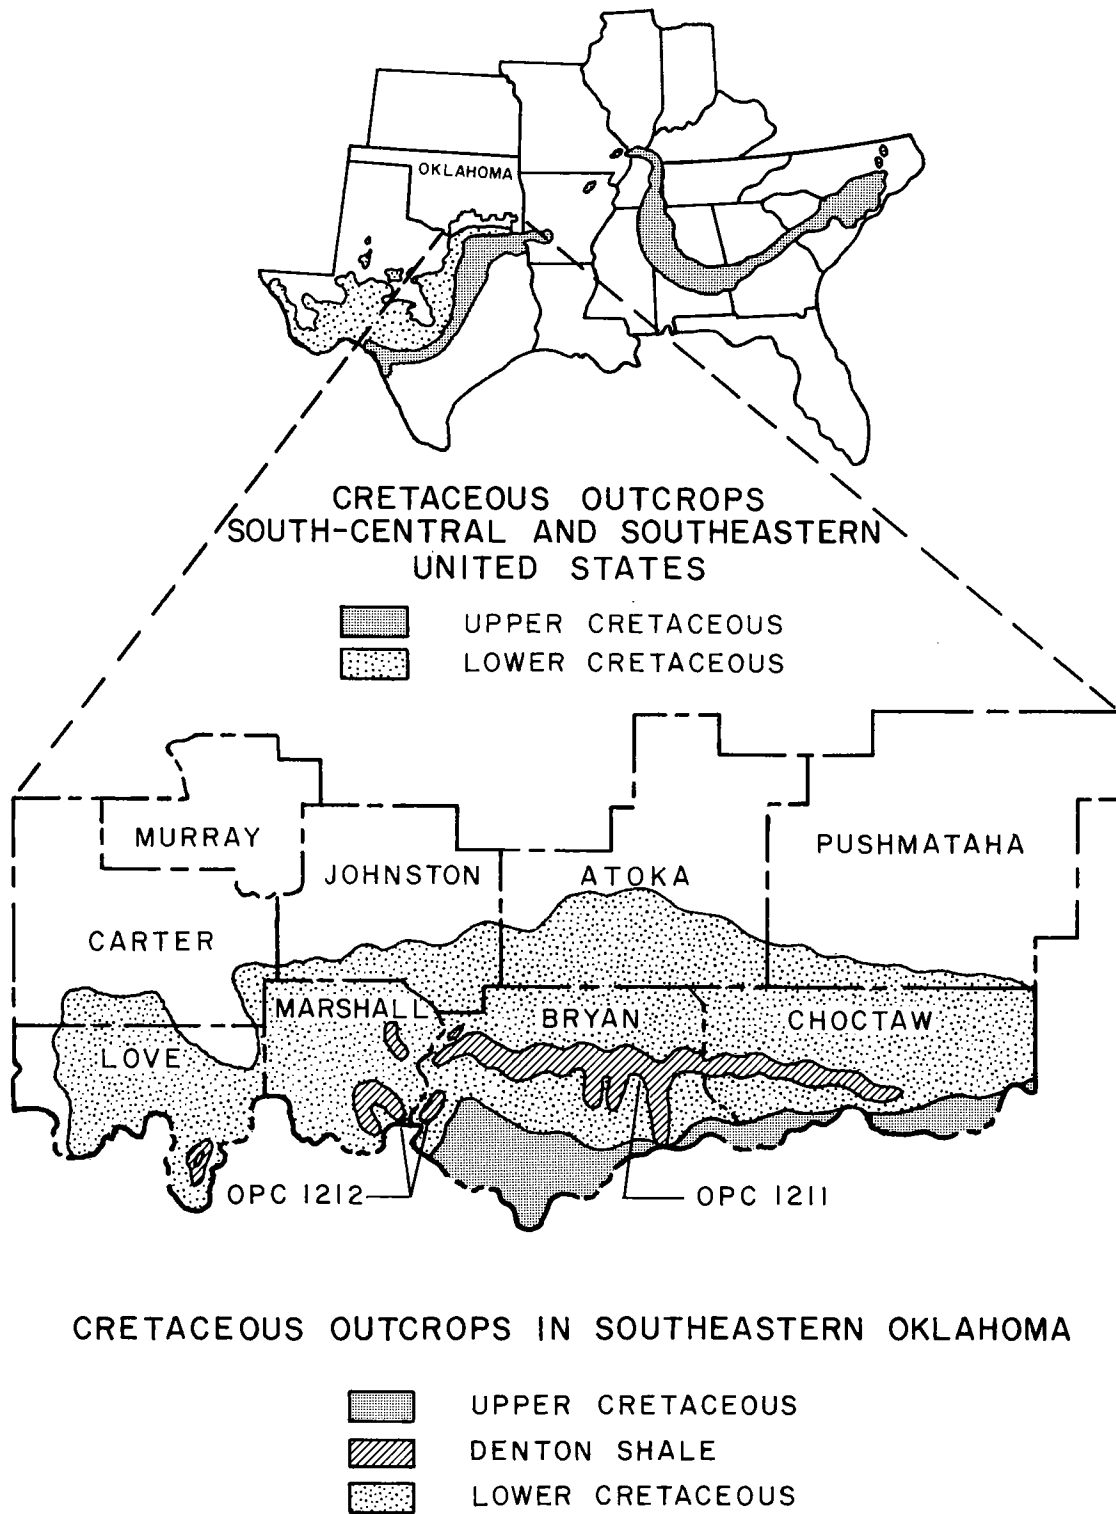 OKLAHOMA
CRETACEOUS OUTCROPS
SOUTH-CENTRAL AND SOUTHEASTERN
UNITED STATES
UPPER CRETACEOUS
LOWER CRETACEOUS
MURRAY
JOHNSTON
ATOKA
PUSHMATAHA
CARTER
MARSHALL
BRYAN
CHOCTAW
LOVE
OPC 1212
OPC 1211
CRETACEOUS OUTCROPS IN SOUTHEASTERN OKLAHOMA
UPPER CRETACEOUS
DENTON SHALE
LOWER CRETACEOUS